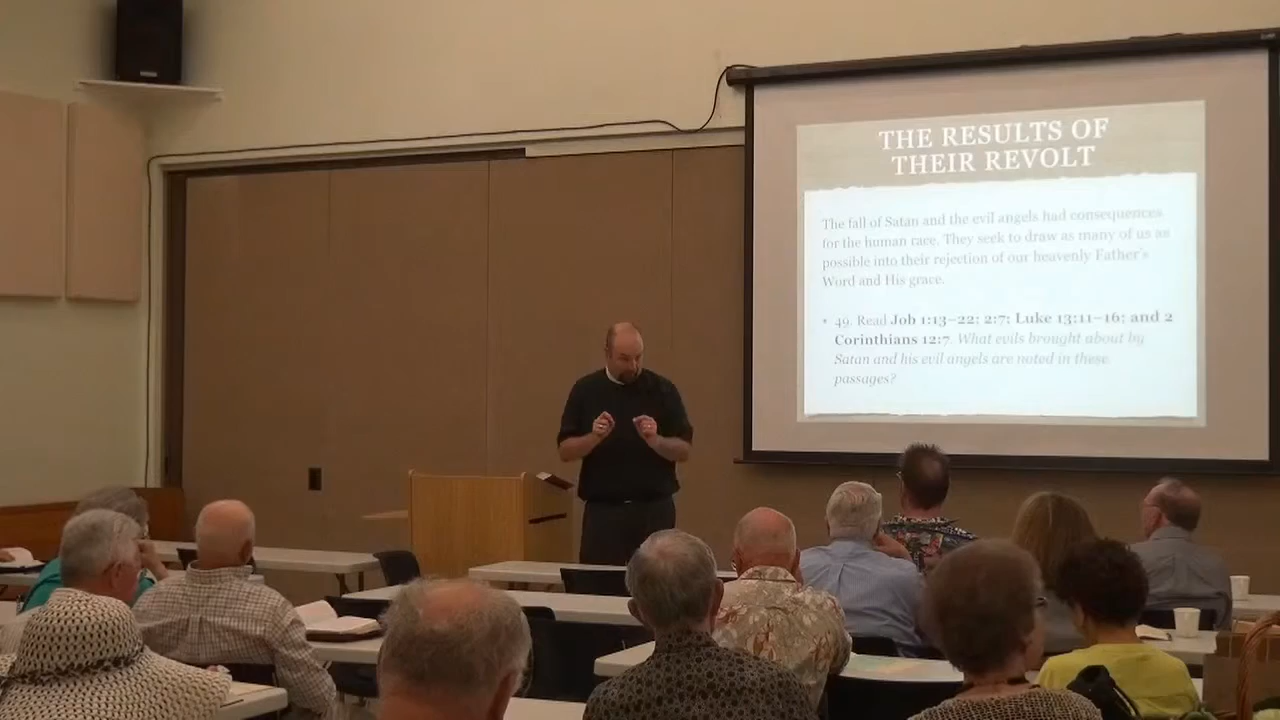 THE RESULTS OF
THEIR REVOLT
The fall of Satan and the evil angels had consequences
for the human race. They seek to draw as many of us as
possible into their rejection of our heavenly Father's
Word and His grace.
• 49. Read Job 1:13–22; 2:7; Luke 13:11–16; and 2
Corinthians 12:7. What evils brought about by
Satan and his evil angels are noted in these
passages?